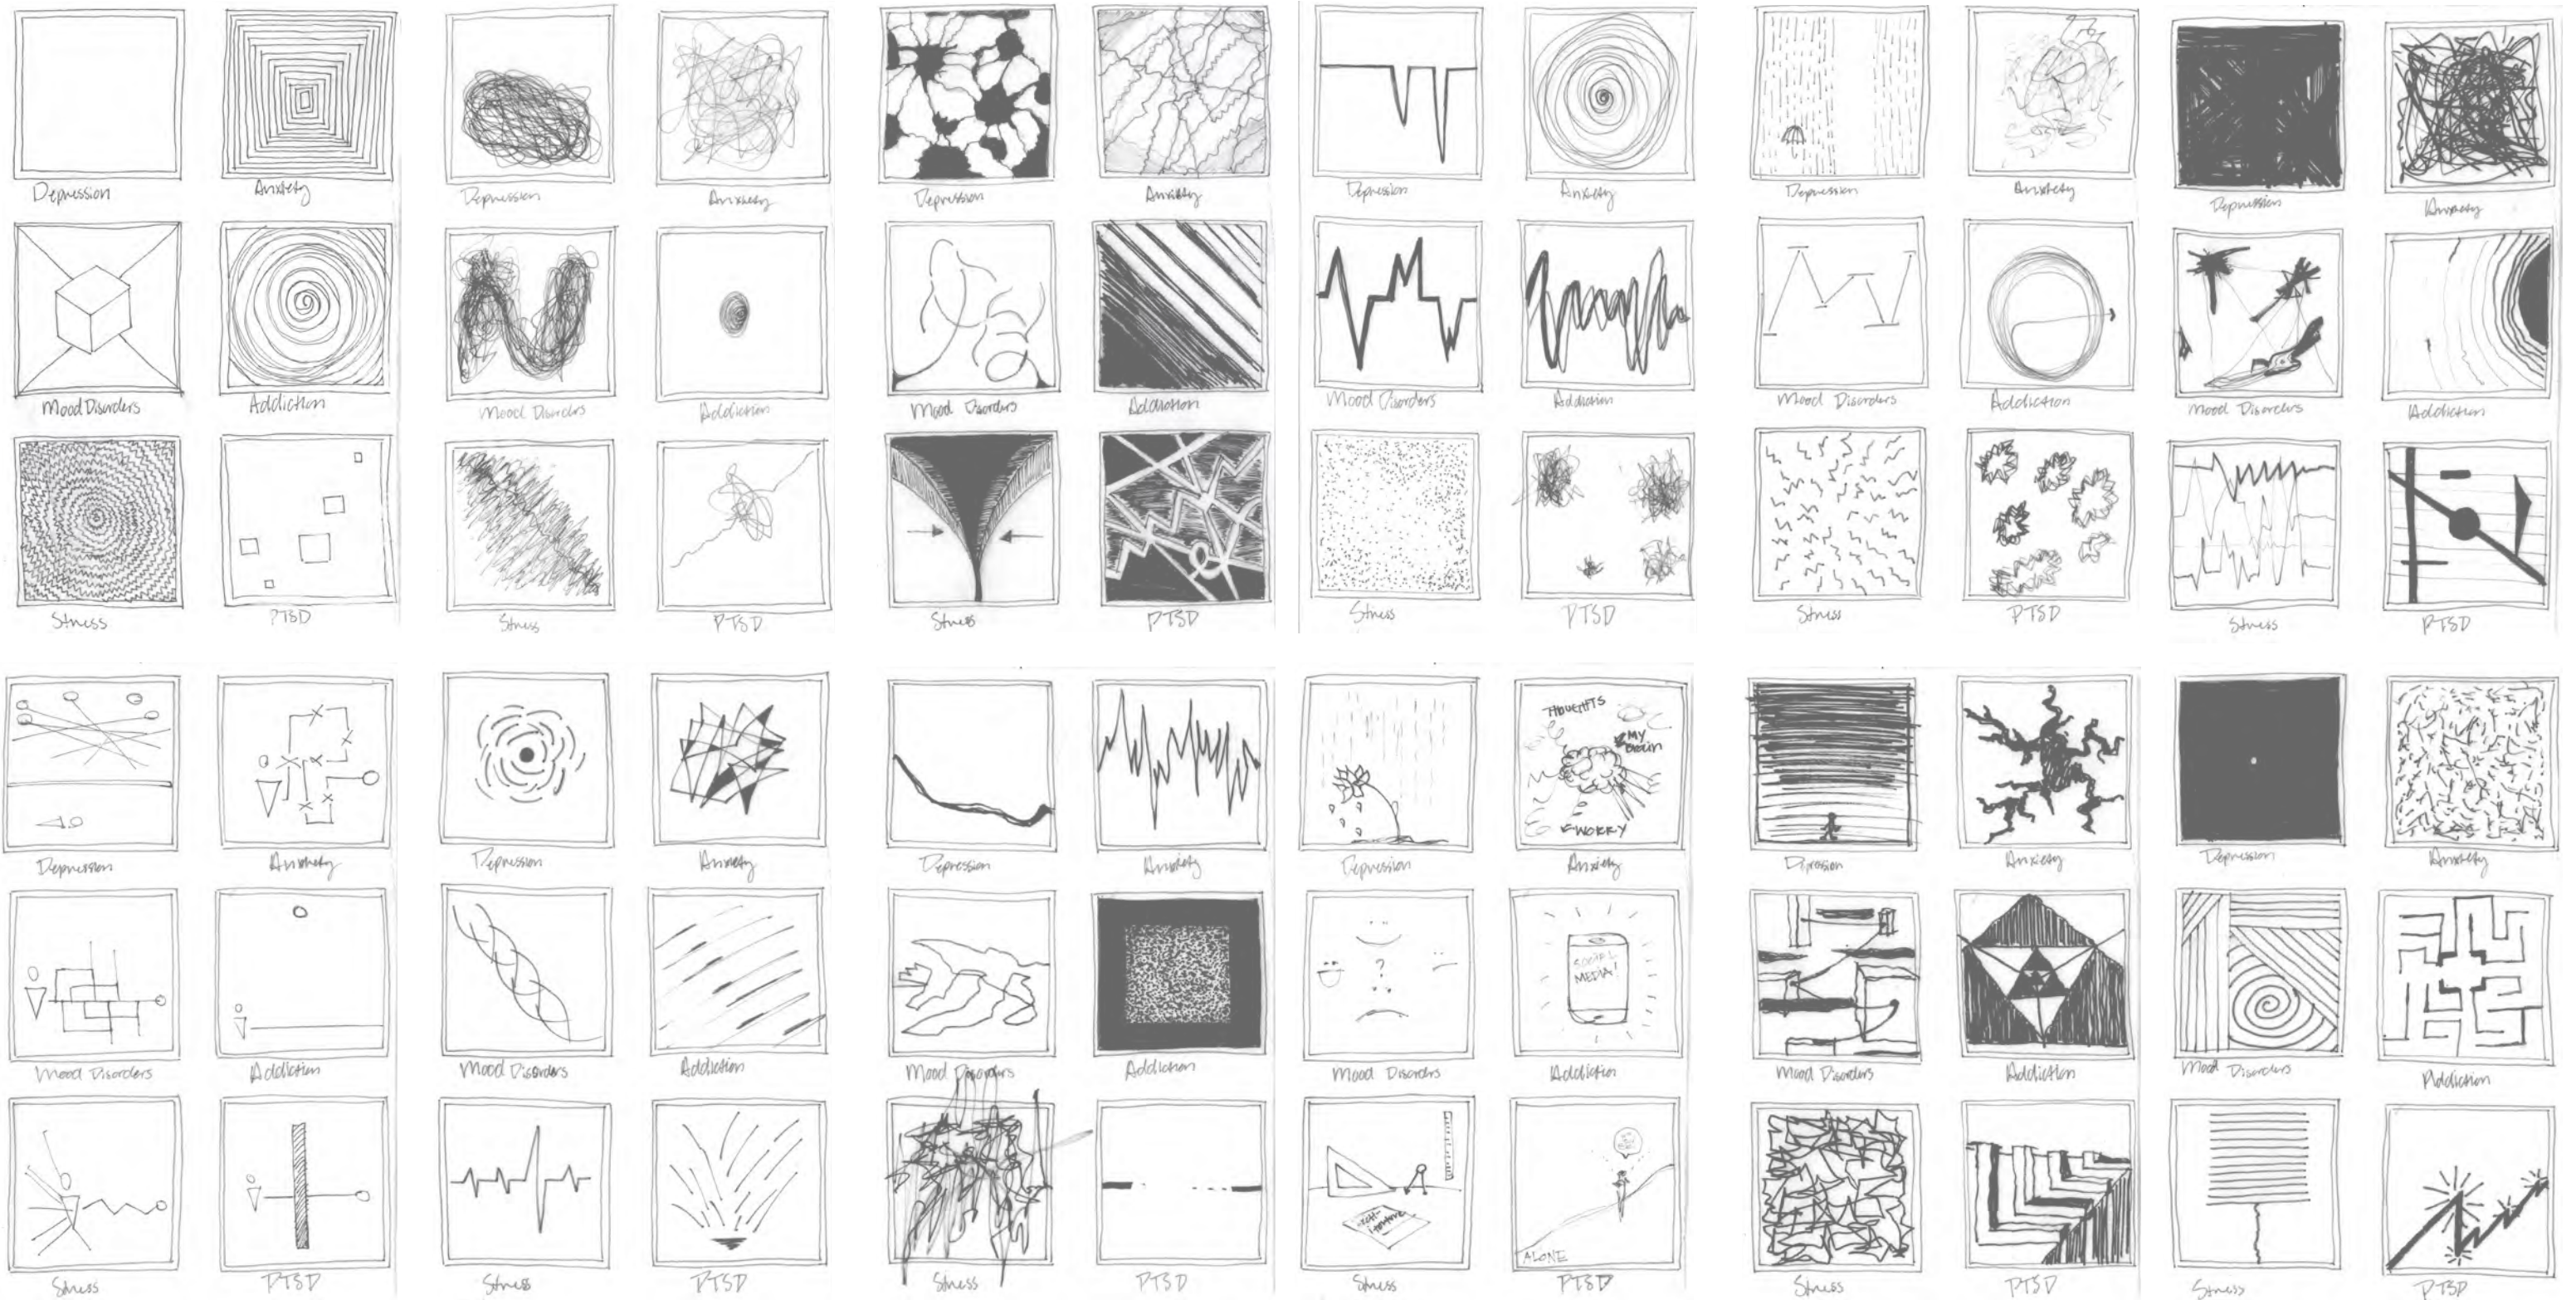 Depression
Anxiety
Mood Disorders
Addiction
Stress
PTSD
Depression
Anxiety
Mood Disorders
Addiction
Stress
PTSD
Depression
Anxiety
Mood Disorders
Addiction
Stress
PTSD
Depression
Anxiety
Mood Disorders
Addiction
Stress
PTSD
Depression
Anxiety
Mood Disorders
Addiction
Stress
PTSD
Depression
Anxiety
Mood Disorders
Addiction
Stress
PTSD
Depression
Anxiety
Mood Disorders
Addiction
Stress
PTSD
Depression
Anxiety
Mood Disorders
Addiction
Stress
PTSD
Depression
Anxiety
Mood Disorders
Addiction
Stress
PTSD
THOUGHTS
MY
Brain
WORRY
Depression
Anxiety
SOCIAL
MEDIA!
Mood Disorders
Addiction
ALONE
Stress
PTSD
Depression
Anxiety
Mood Disorders
Addiction
Stress
PTSD
Depression
Anxiety
Mood Disorders
Addiction
Stress
PTSD